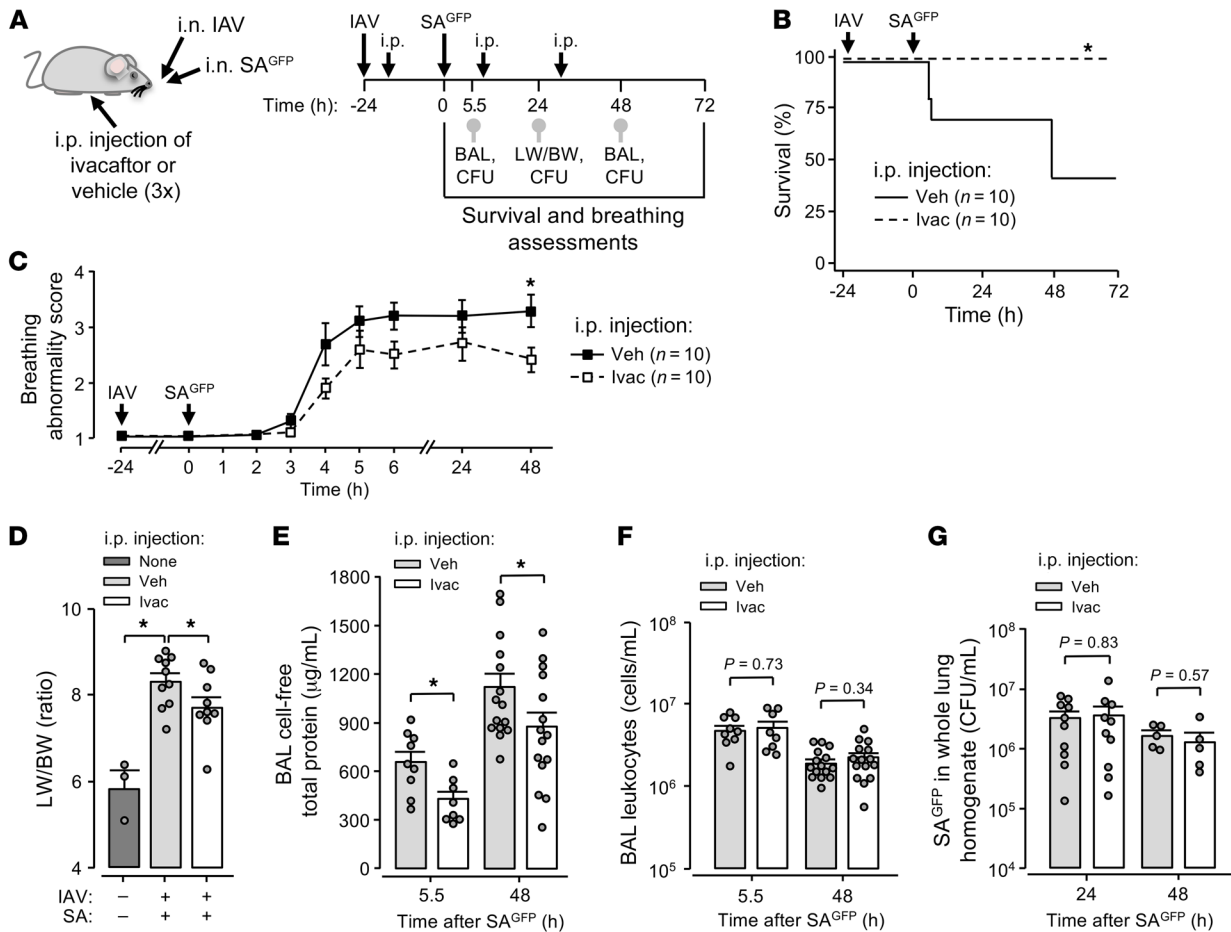 A
i.n. IAV
i.n. SA^GFP
i.p. injection of
ivacaftor or
vehicle (3x)
IAV
i.p.
SA^GFP
i.p.
i.p.
Time (h):
-24
0
5.5
24
48
72
BAL,
CFU
LW/BW,
CFU
BAL,
CFU
Survival and breathing
assessments
B
IAV
SA^GFP
*
100
75
50
25
0
Survival (%)
i.p. injection:
Veh (n = 10)
Ivac (n = 10)
-24
0
24
48
72
Time (h)
C
Breathing
abnormality score
4
3
2
1
IAV
SA^GFP
*
i.p. injection:
Veh (n = 10)
Ivac (n = 10)
-24
0
1
2
3
4
5
6
24
48
Time (h)
D
i.p. injection:
None
Veh
Ivac
LW/BW (ratio)
10
8
6
4
*
*
IAV: – + +
SA: – + +
E
i.p. injection:
Veh
Ivac
BAL cell-free
total protein (µg/mL)
1800
1500
1200
900
600
300
0
*
*
5.5
48
Time after SA^GFP (h)
F
i.p. injection:
Veh
Ivac
BAL leukocytes (cells/mL)
10^8
10^7
10^6
10^5
P = 0.73
P = 0.34
5.5
48
Time after SA^GFP (h)
G
i.p. injection:
Veh
Ivac
SA^GFP in whole lung
homogenate (CFU/mL)
10^8
10^7
10^6
10^5
10^4
P = 0.83
P = 0.57
24
48
Time after SA^GFP (h)